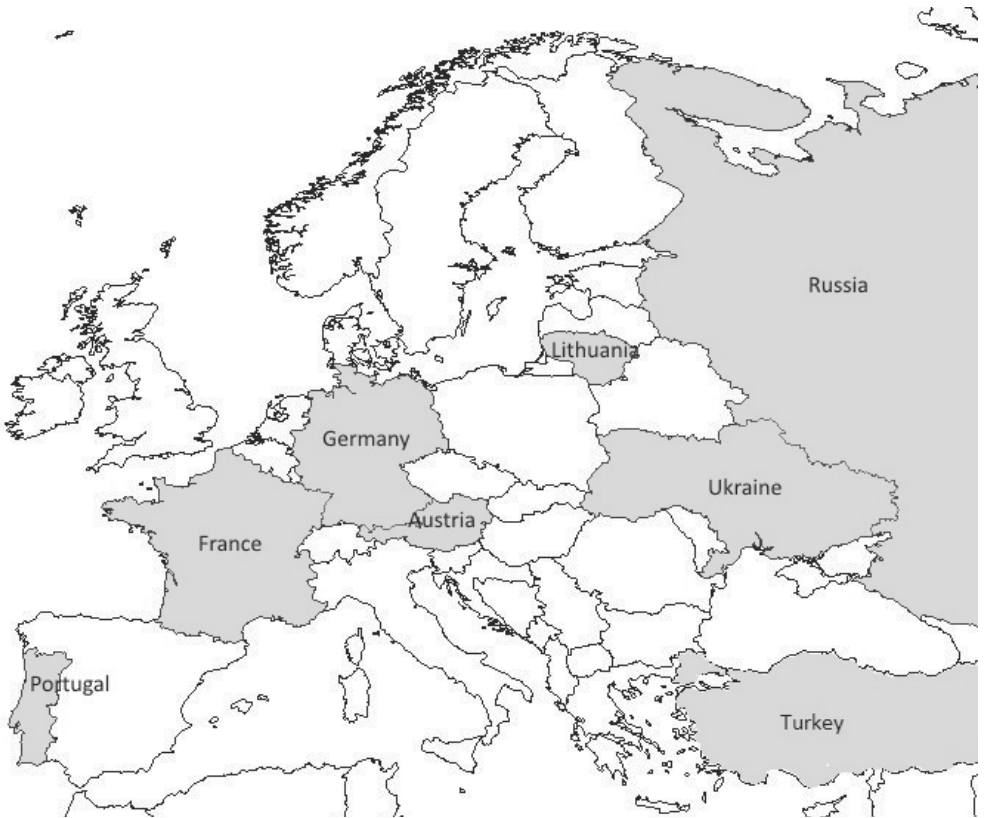 Russia
Lithuania
Germany
Ukraine
Austria
France
Portugal
Turkey